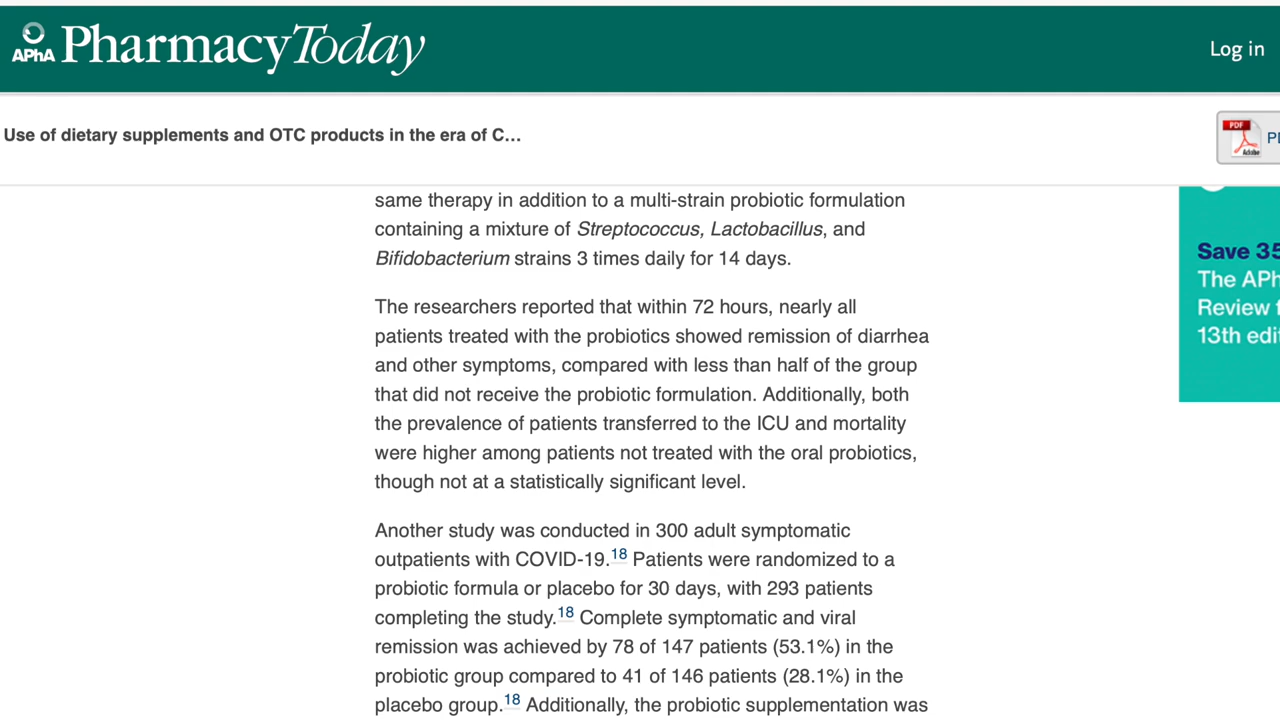 APhA PharmacyToday
Log in
Use of dietary supplements and OTC products in the era of C...
PDF
Adobe
same therapy in addition to a multi-strain probiotic formulation
containing a mixture of Streptococcus, Lactobacillus, and
Bifidobacterium strains 3 times daily for 14 days.
The researchers reported that within 72 hours, nearly all
patients treated with the probiotics showed remission of diarrhea
and other symptoms, compared with less than half of the group
that did not receive the probiotic formulation. Additionally, both
the prevalence of patients transferred to the ICU and mortality
were higher among patients not treated with the oral probiotics,
though not at a statistically significant level.
Another study was conducted in 300 adult symptomatic
outpatients with COVID-19.18 Patients were randomized to a
probiotic formula or placebo for 30 days, with 293 patients
completing the study.18 Complete symptomatic and viral
remission was achieved by 78 of 147 patients (53.1%) in the
probiotic group compared to 41 of 146 patients (28.1%) in the
placebo group.18 Additionally, the probiotic supplementation was
Save 35
The APh
Review
13th edi